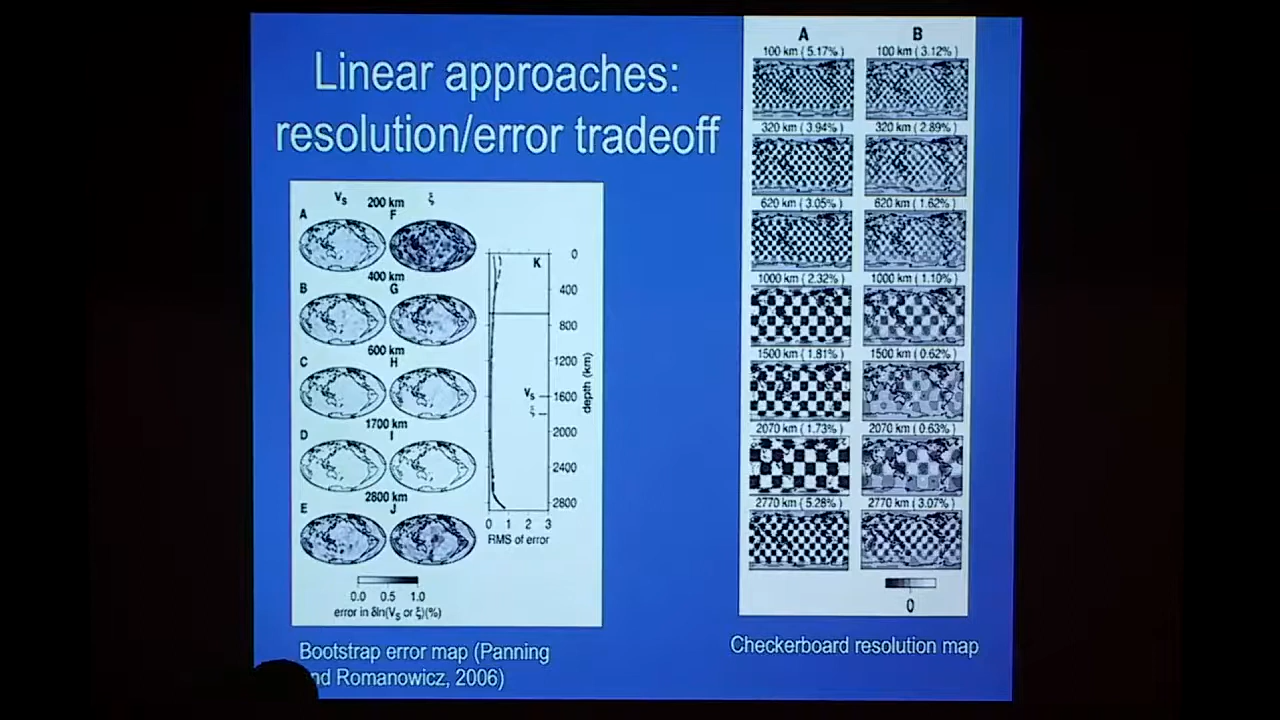 Linear approaches:
resolution/error tradeoff
Vs 200 km ξ
A F
400 km
B G
600 km
C H
1700 km
D I
2800 km
E J
0.0 0.5 1.0
error in δln(Vs or ξ)(%)
K
0
400
800
1200
1600
2000
2400
2800
depth (km)
Vs
ξ
0 1 2 3
RMS of error
Bootstrap error map (Panning
nd Romanowicz, 2006)
A B
100 km ( 5.17% ) 100 km ( 3.12% )
320 km ( 3.94% ) 320 km ( 2.89% )
620 km ( 3.05% ) 620 km ( 1.62% )
1000 km ( 2.32% ) 1000 km ( 1.10% )
1500 km ( 1.81% ) 1500 km ( 0.62% )
2070 km ( 1.73% ) 2070 km ( 0.63% )
2770 km ( 5.28% ) 2770 km ( 3.07% )
0
Checkerboard resolution map